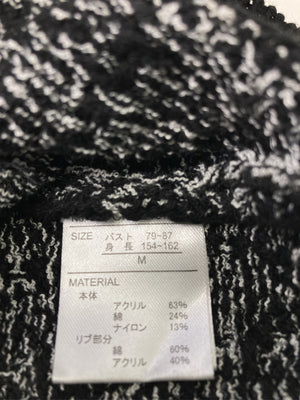 SIZE バスト 79~87
身長 154~162
M
MATERIAL
本体
アクリル 63%
綿 24%
ナイロン 13%
リブ部分
綿 60%
アクリル 40%